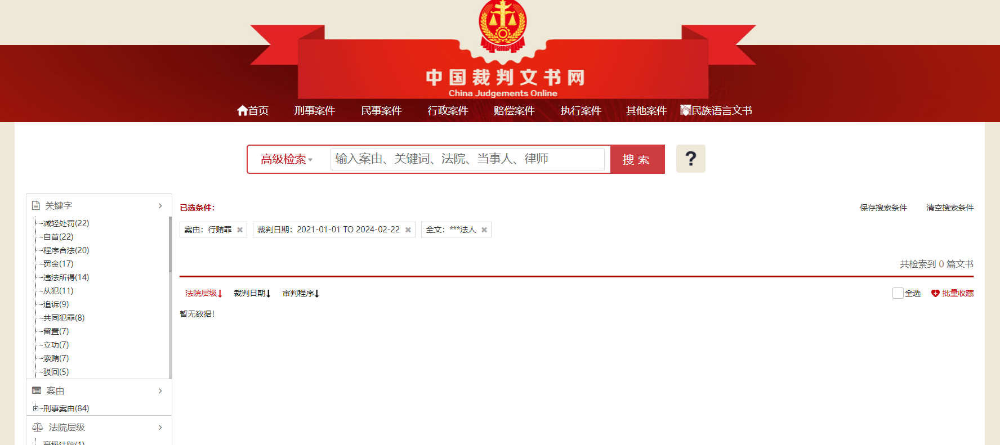 中国裁判文书网
China Judgements Online
首页 刑事案件 民事案件 行政案件 赔偿案件 执行案件 其他案件 民族语言文书
高级检索 输入案由、关键词、法院、当事人、律师 搜索 ?
关键字
减轻处罚(22)
自首(22)
程序合法(20)
罚金(17)
违法所得(14)
从犯(11)
追诉(9)
共同犯罪(8)
留置(7)
立功(7)
索贿(7)
驳回(5)
案由
刑事案由(84)
法院层级
高级法院(1)
已选条件：
保存搜索条件 清空搜索条件
案由：行贿罪 裁判日期：2021-01-01 TO 2024-02-22 全文：***法人
共检索到 0 篇文书
法院层级 裁判日期 审判程序
全选 批量收藏
暂无数据！